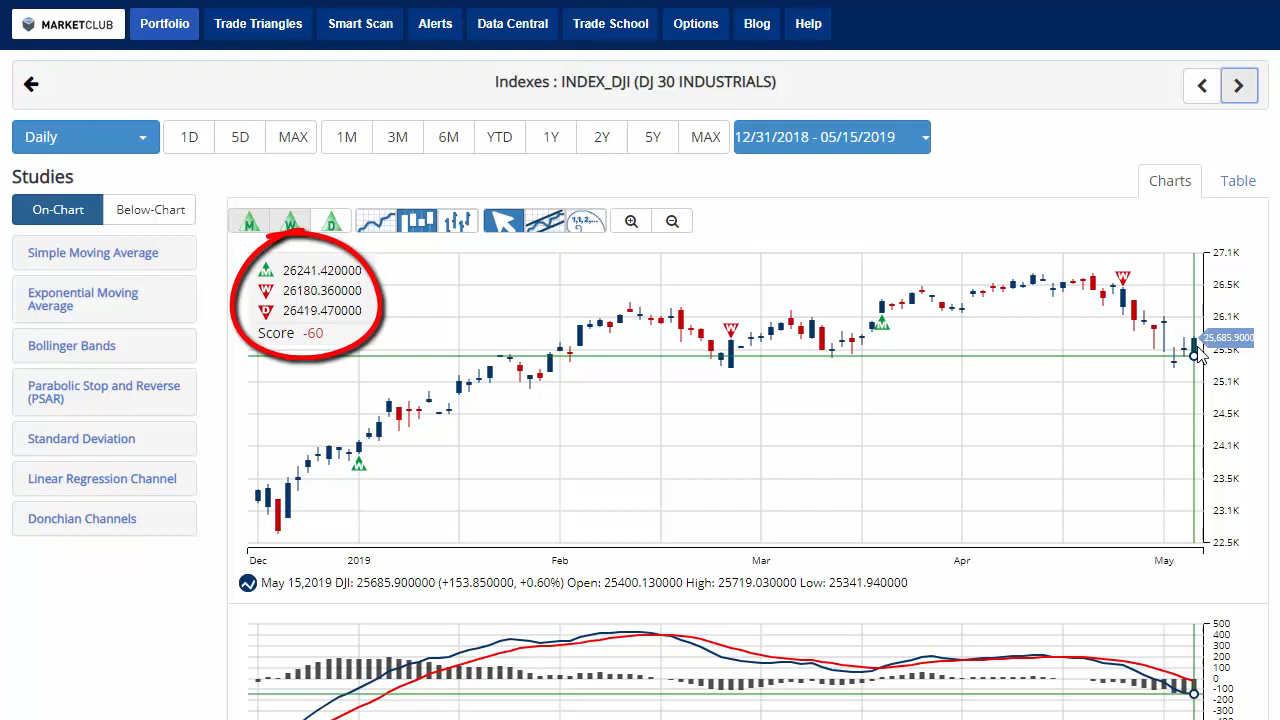 MARKETCLUB Portfolio Trade Triangles Smart Scan Alerts Data Central Trade School Options Blog Help
Indexes : INDEX_DJI (DJ 30 INDUSTRIALS)
Daily 1D 5D MAX 1M 3M 6M YTD 1Y 2Y 5Y MAX 12/31/2018 - 05/15/2019
Studies
Charts Table
On-Chart Below-Chart
M W D 1,2,...
Simple Moving Average
Exponential Moving
Average
Bollinger Bands
Parabolic Stop and Reverse
(PSAR)
Standard Deviation
Linear Regression Channel
Donchian Channels
M 26241.420000
W 26180.350000
D 26419.470000
Score -60
W
W
M
W
27.1K
26.5K
26.1K
25,685.9000
25.5K
25.1K
24.5K
24.1K
23.5K
23.1K
22.5K
Dec 2019 Feb Mar Apr May
May 15,2019 DJI: 25685.900000 (+153.850000, +0.60%) Open: 25400.130000 High: 25719.030000 Low: 25341.940000
500
400
300
200
100
0
-100
-200
-300